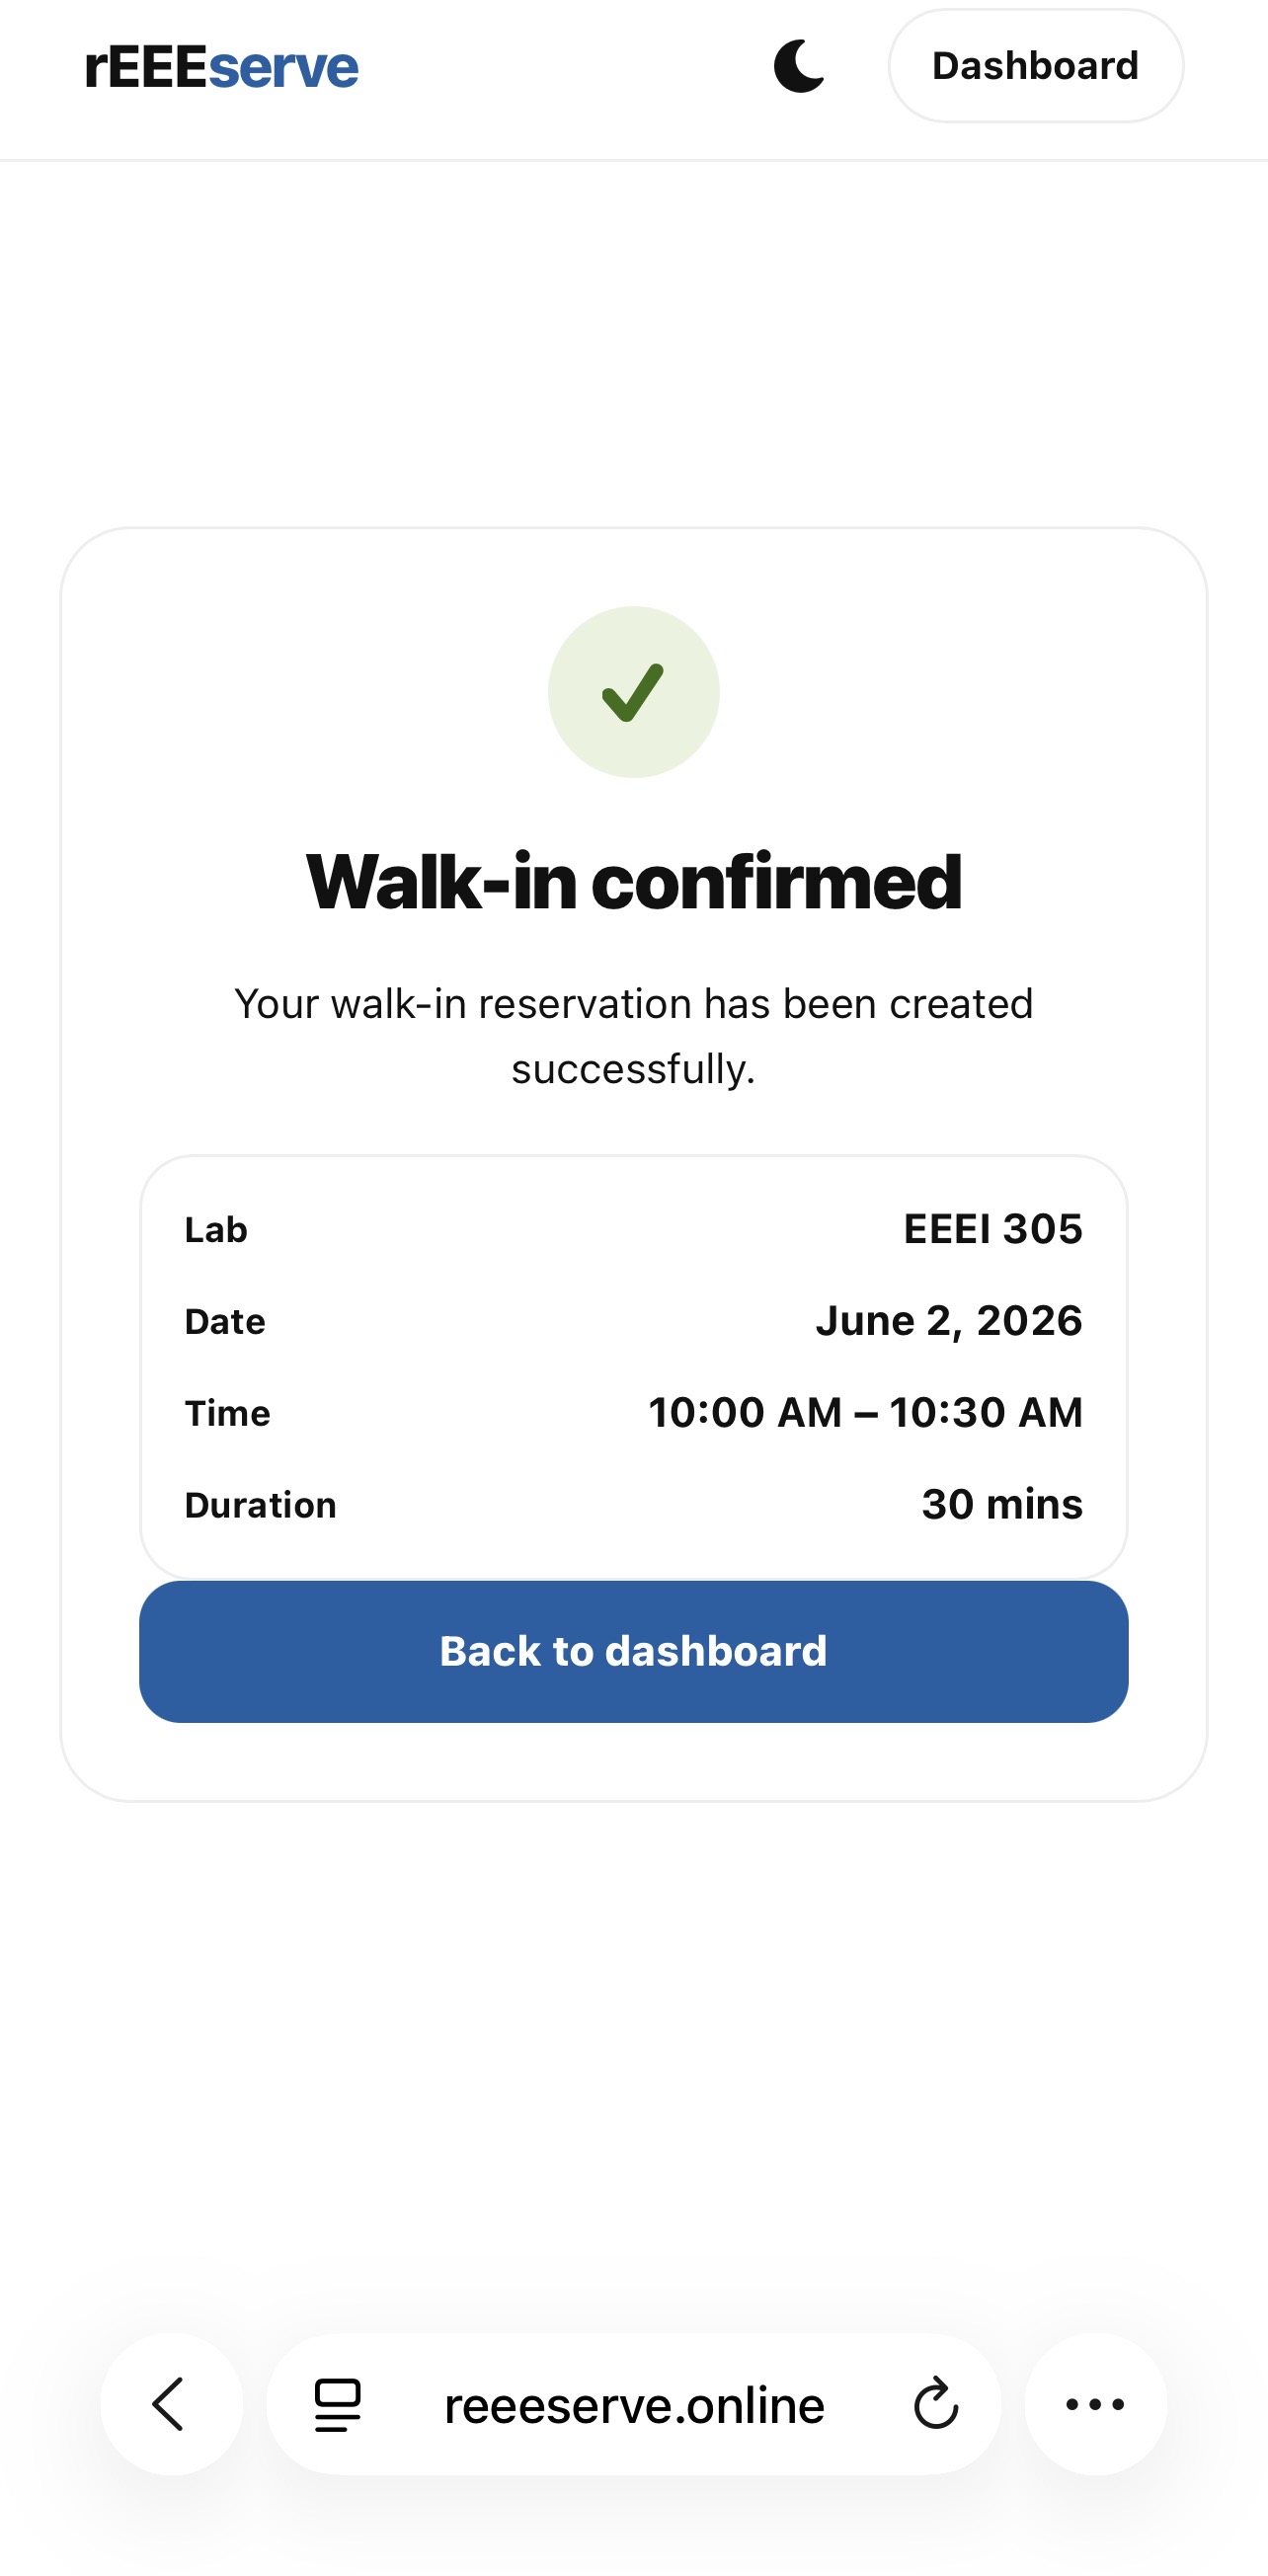 rEEEserve
Dashboard
Walk-in confirmed
Your walk-in reservation has been created
successfully.
Lab EEEI 305
Date June 2, 2026
Time 10:00 AM – 10:30 AM
Duration 30 mins
Back to dashboard
reeeserve.online